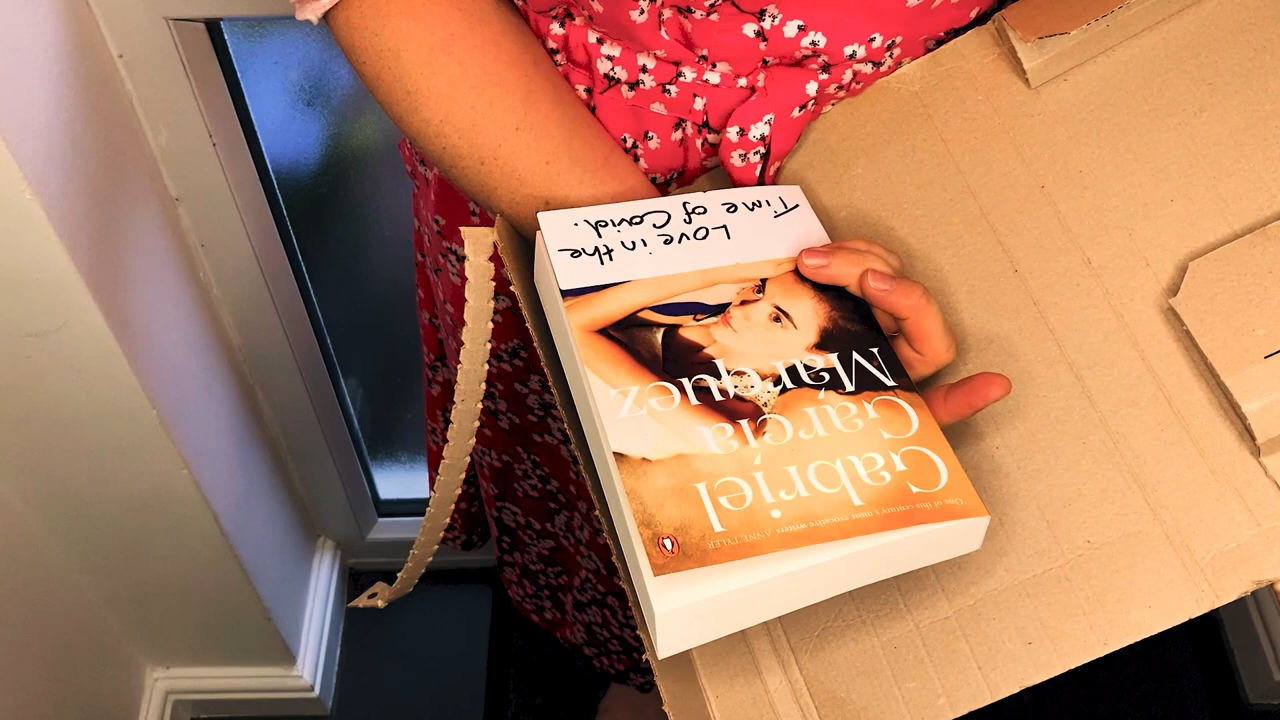 'One of this century's most evocative writers' ANNE TYLER
Gabriel
García
Márquez
Love in the
Time of Covid.